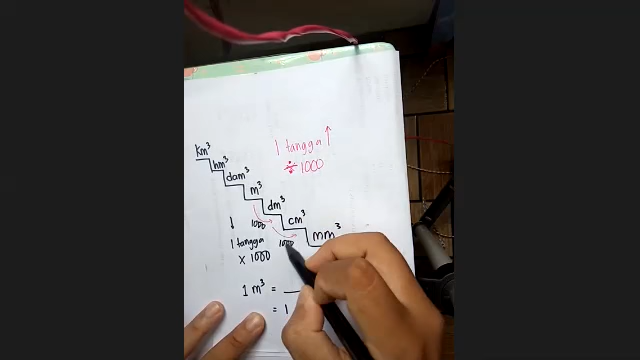 1 tangga ↑
÷ 1000
km³
hm³
dam³
m³
dm³
cm³
mm³
↓
1000
1 tangga
1000
x 1000
1 m³ =
= 1